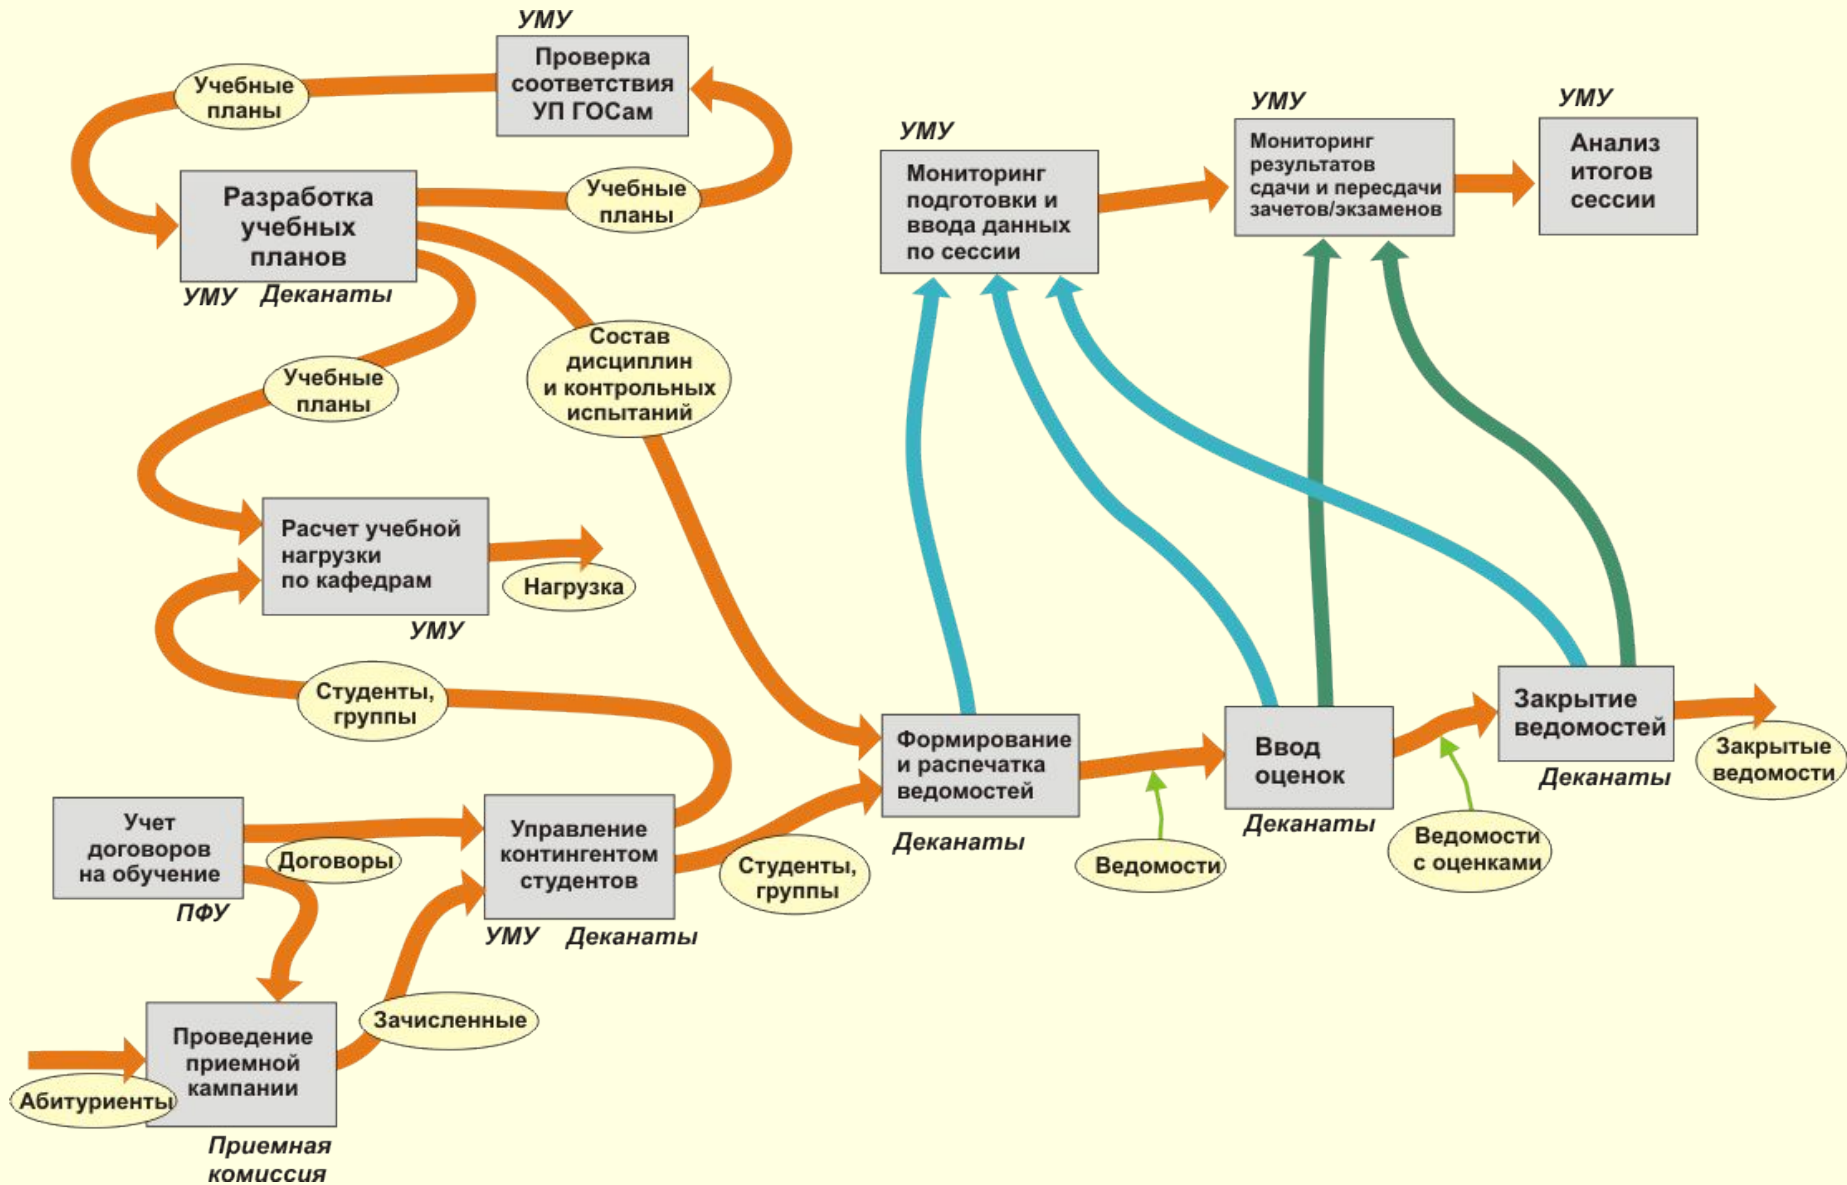 УМУ
Проверка
соответствия
УП ГОСам
Учебные
планы
Разработка
учебных
планов
УМУ Деканаты
Учебные
планы
Учебные
планы
Состав
дисциплин
и контрольных
испытаний
Расчет учебной
нагрузки
по кафедрам
УМУ
Нагрузка
Студенты,
группы
Учет
договоров
на обучение
ПФУ
Договоры
Управление
контингентом
студентов
УМУ Деканаты
Зачисленные
Абитуриенты
Проведение
приемной
кампании
Приемная
комиссия
Студенты,
группы
УМУ
Мониторинг
подготовки и
ввода данных
по сессии
УМУ
Мониторинг
результатов
сдачи и пересдачи
зачетов/экзаменов
УМУ
Анализ
итогов
сессии
Формирование
и распечатка
ведомостей
Деканаты
Ведомости
Ввод
оценок
Деканаты
Ведомости
с оценками
Закрытие
ведомостей
Деканаты
Закрытые
ведомости